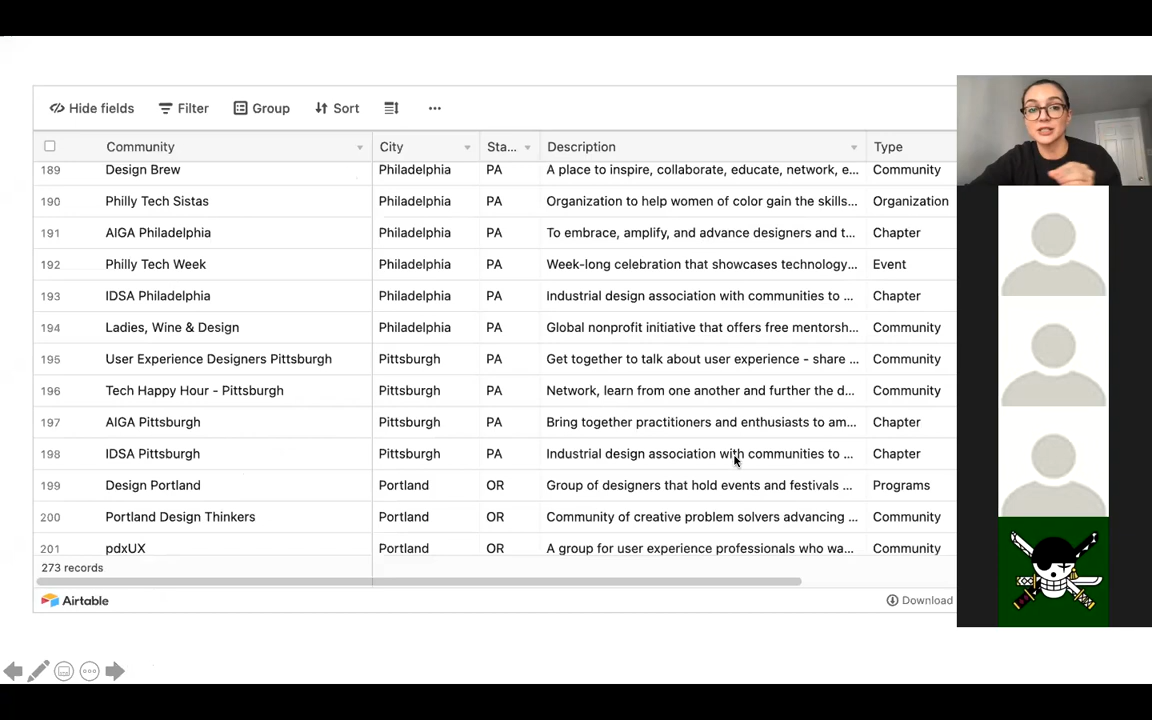 Hide fields Filter Group Sort ...
Community City Sta... Description Type
189 Design Brew Philadelphia PA A place to inspire, collaborate, educate, network, e... Community
190 Philly Tech Sistas Philadelphia PA Organization to help women of color gain the skills... Organization
191 AIGA Philadelphia Philadelphia PA To embrace, amplify, and advance designers and t... Chapter
192 Philly Tech Week Philadelphia PA Week-long celebration that showcases technology... Event
193 IDSA Philadelphia Philadelphia PA Industrial design association with communities to ... Chapter
194 Ladies, Wine & Design Philadelphia PA Global nonprofit initiative that offers free mentorsh... Community
195 User Experience Designers Pittsburgh Pittsburgh PA Get together to talk about user experience - share ... Community
196 Tech Happy Hour - Pittsburgh Pittsburgh PA Network, learn from one another and further the d... Community
197 AIGA Pittsburgh Pittsburgh PA Bring together practitioners and enthusiasts to am... Chapter
198 IDSA Pittsburgh Pittsburgh PA Industrial design association with communities to ... Chapter
199 Design Portland Portland OR Group of designers that hold events and festivals ... Programs
200 Portland Design Thinkers Portland OR Community of creative problem solvers advancing ... Community
201 pdxUX Portland OR A group for user experience professionals who wa... Community
273 records
Airtable Download